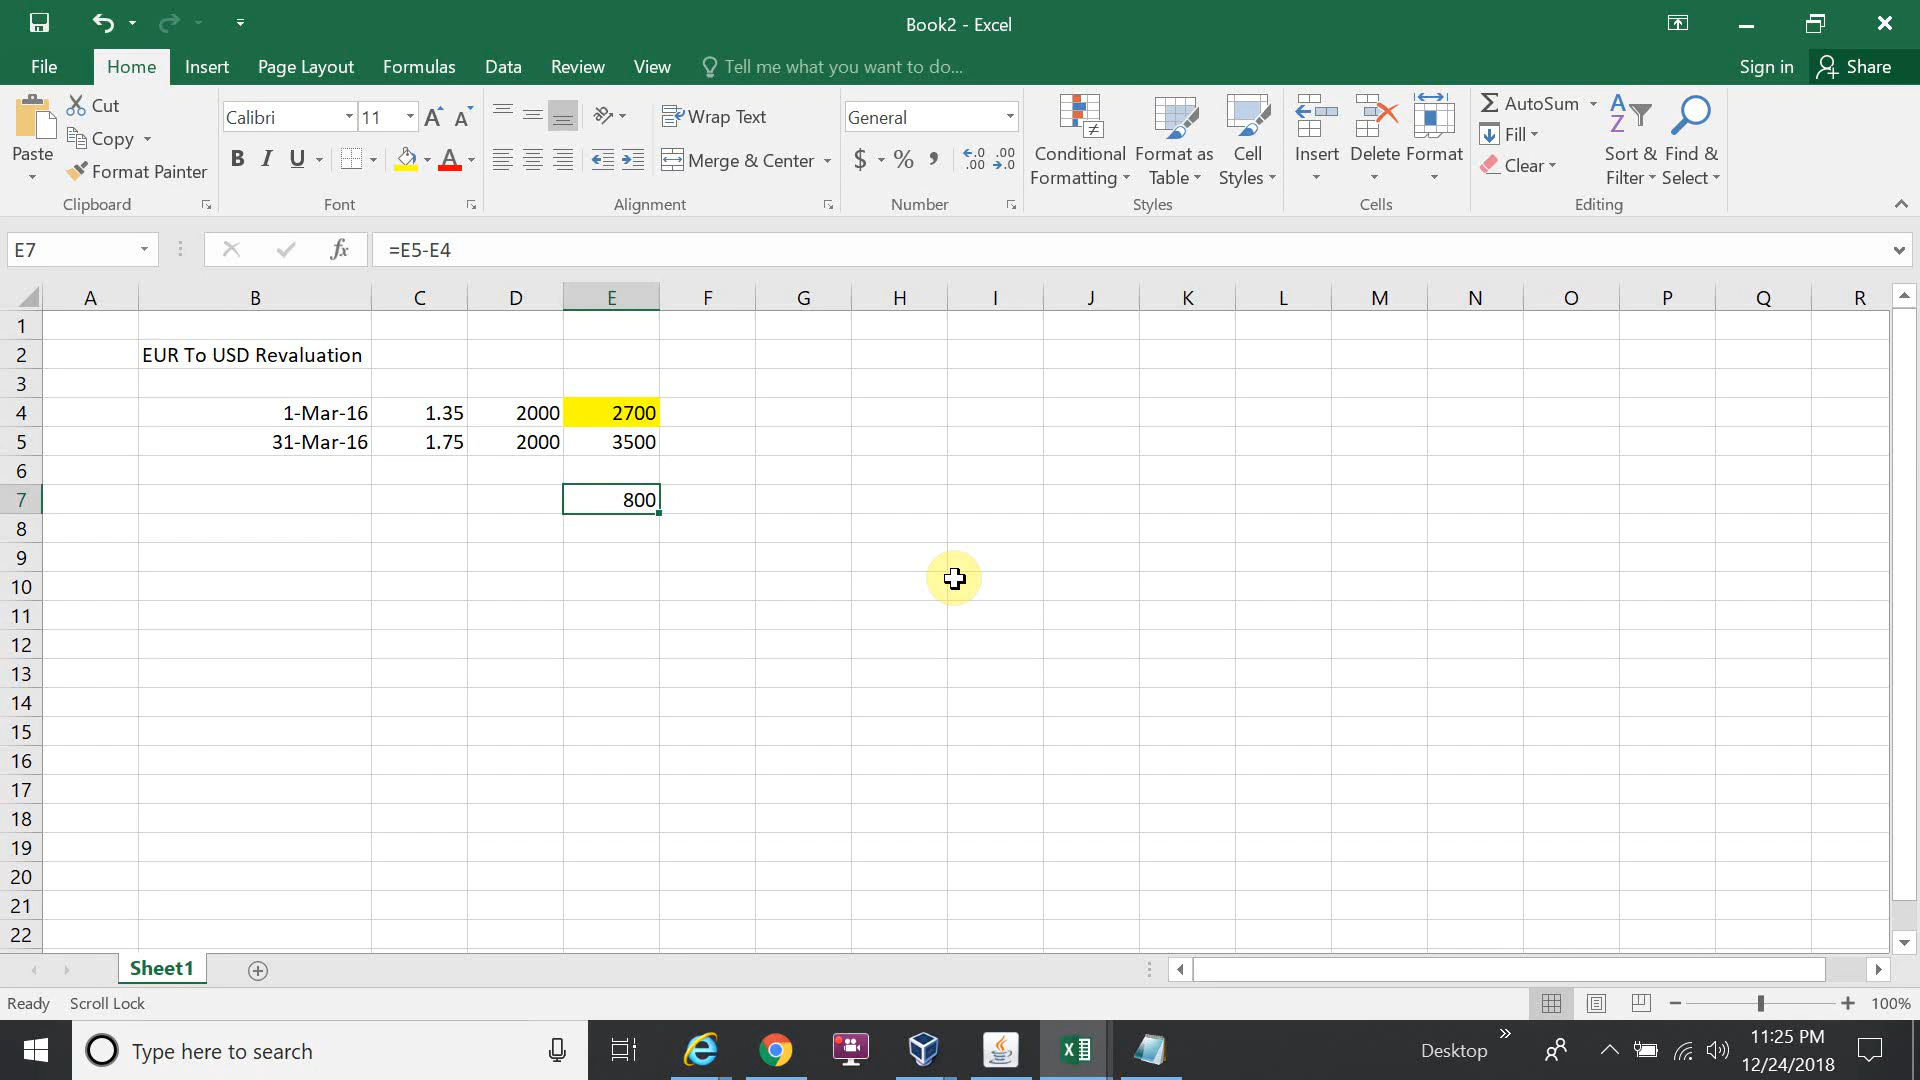 Book2 - Excel
File Home Insert Page Layout Formulas Data Review View Tell me what you want to do... Sign in Share
Paste Cut Copy Format Painter Clipboard
Calibri 11 A A B I U A Font
Wrap Text Merge & Center Alignment
General $ % , .0 .00 .00 .0 Number
Conditional Formatting Format as Table Cell Styles Styles
Insert Delete Format Cells
AutoSum Fill Clear Sort & Filter Find & Select Editing
E7 fx =E5-E4
A B C D E F G H I J K L M N O P Q R
1
2 EUR To USD Revaluation
3
4 1-Mar-16 1.35 2000 2700
5 31-Mar-16 1.75 2000 3500
6
7 800
8
9
10
11
12
13
14
15
16
17
18
19
20
21
22
Sheet1
Ready Scroll Lock 100%
Type here to search Desktop 11:25 PM
12/24/2018